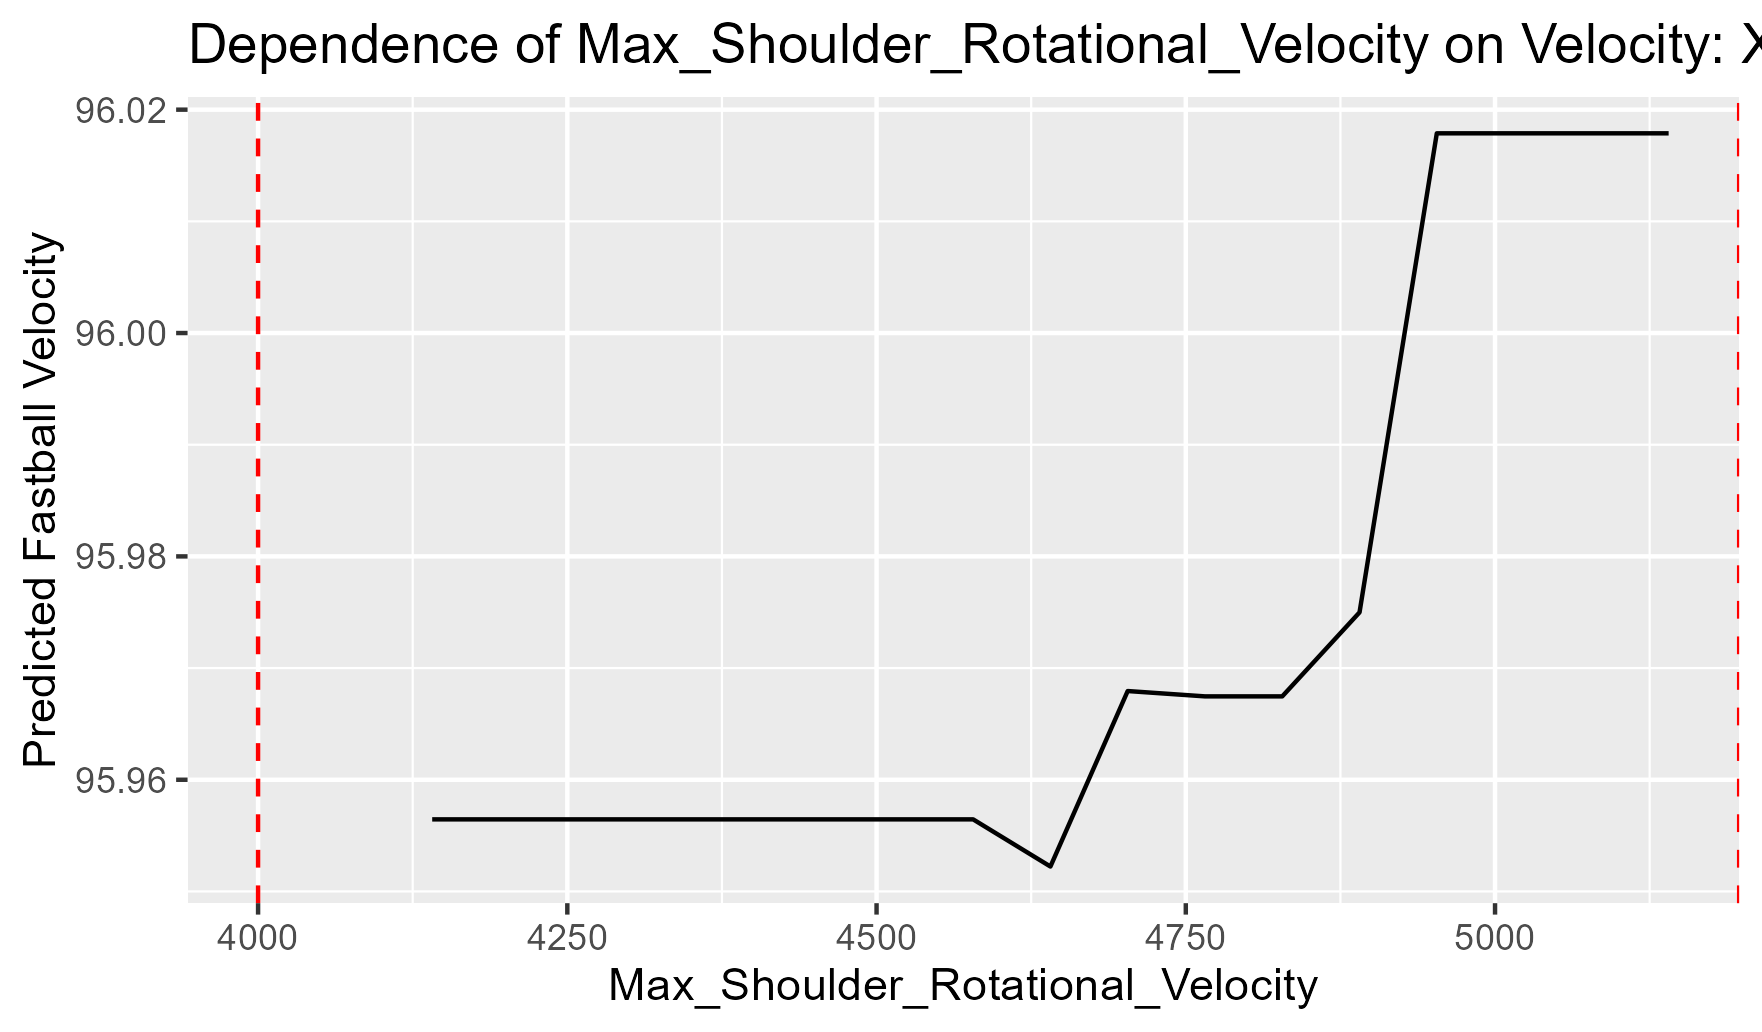 Dependence of Max_Shoulder_Rotational_Velocity on Velocity: X
96.02
96.00
95.98
95.96
Predicted Fastball Velocity
4000 4250 4500 4750 5000
Max_Shoulder_Rotational_Velocity